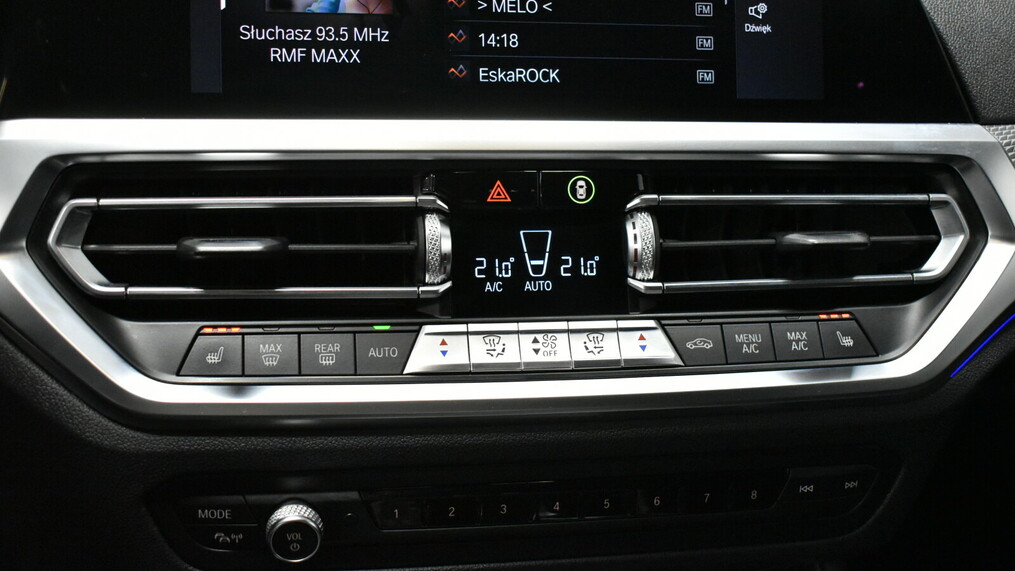 Słuchasz 93.5 MHz
RMF MAXX
> MELO <
FM
14:18
FM
EskaROCK
FM
Dźwięk
21.0°
A/C
AUTO
21.0°
MAX
REAR
AUTO
OFF
MENU
A/C
MAX
A/C
MODE
VOL
1
2
3
4
5
6
7
8